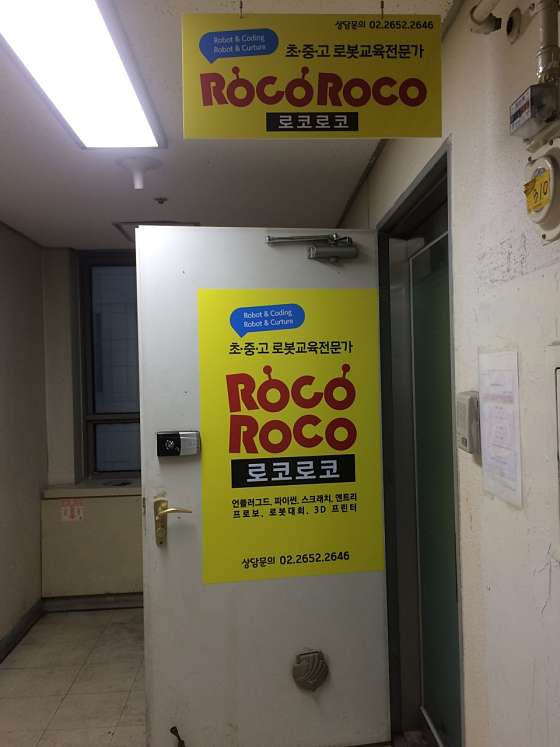 상담문의 02.2652.2646
Robot & Coding
Robot & Curture
초·중·고 로봇교육전문가
ROCOROCO
로코로코
310
Robot & Coding
Robot & Curture
초·중·고 로봇교육전문가
ROCO
ROCO
로코로코
언플러그드, 파이썬, 스크래치, 엔트리
프로보, 로봇대회, 3D 프린터
상담문의 02.2652.2646